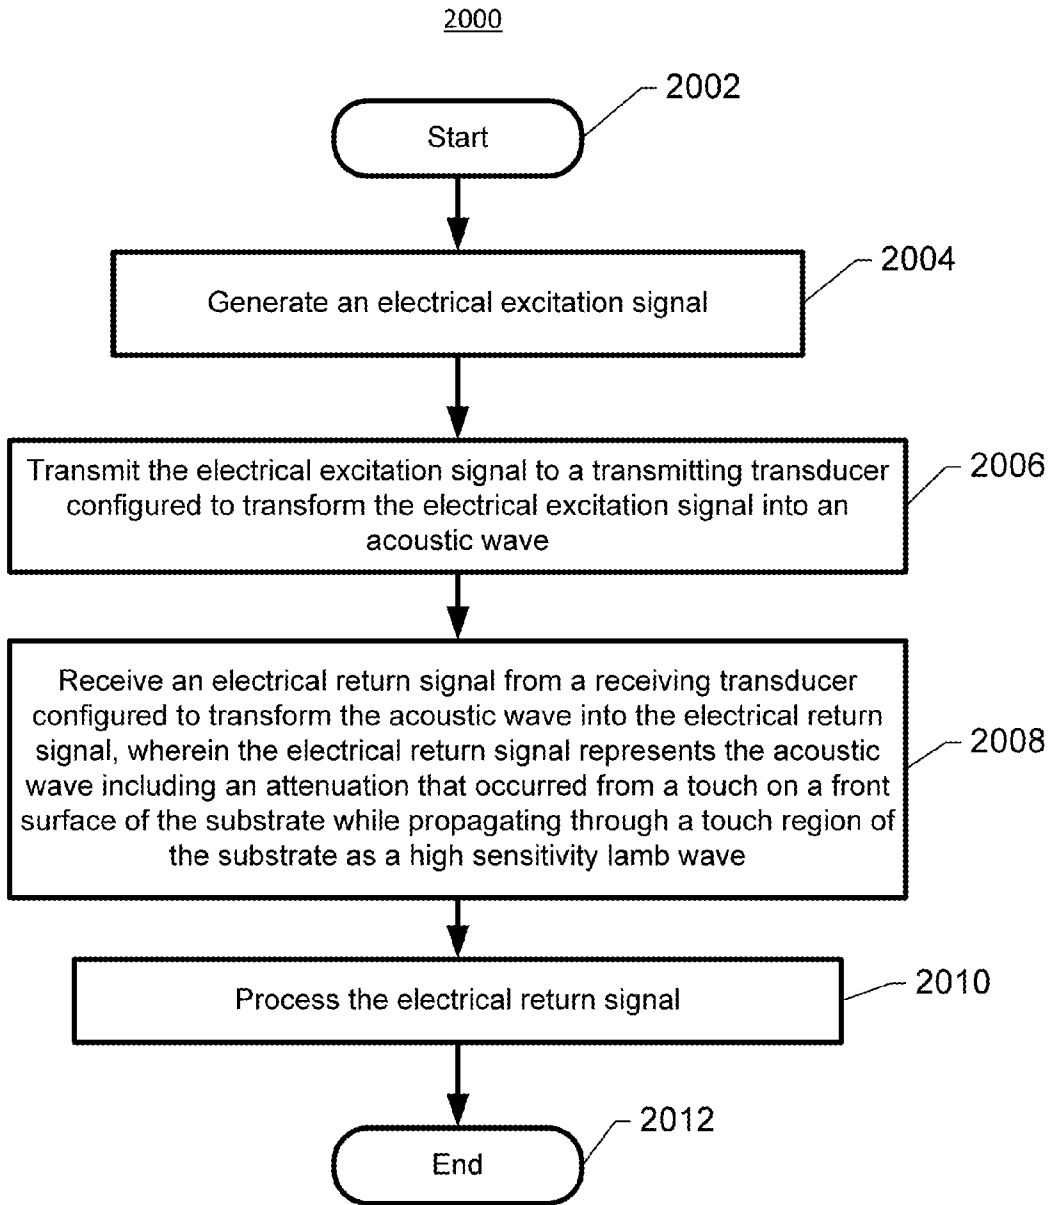 2000
2002
Start
2004
Generate an electrical excitation signal
2006
Transmit the electrical excitation signal to a transmitting transducer
configured to transform the electrical excitation signal into an
acoustic wave
Receive an electrical return signal from a receiving transducer
configured to transform the acoustic wave into the electrical return
signal, wherein the electrical return signal represents the acoustic
2008
wave including an attenuation that occurred from a touch on a front
surface of the substrate while propagating through a touch region of
the substrate as a high sensitivity lamb wave
2010
Process the electrical return signal
2012
End